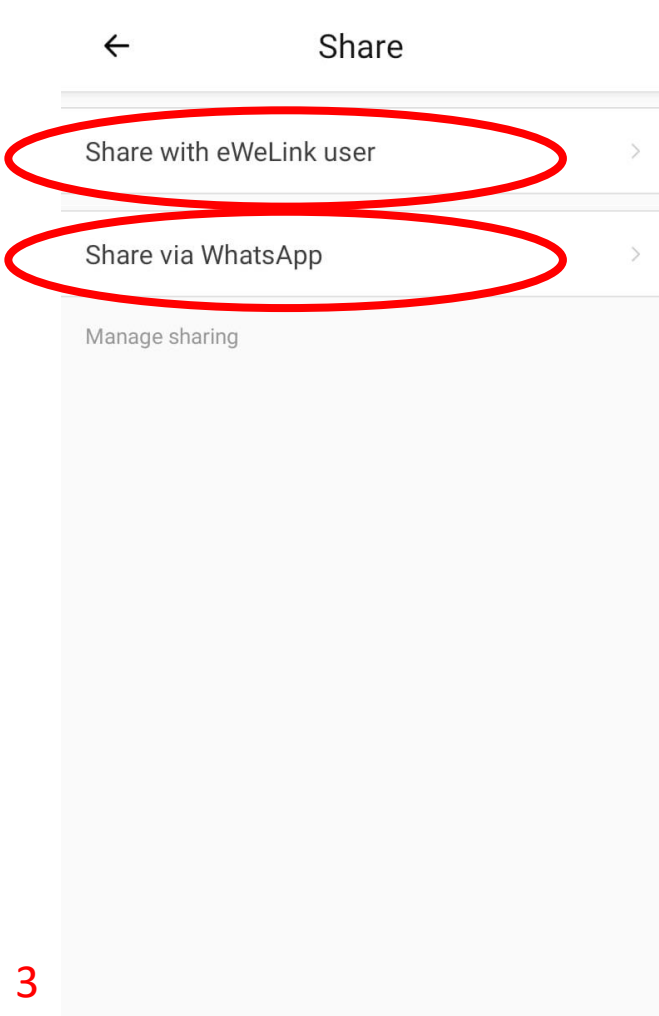 Share
Share with eWeLink user
Share via WhatsApp
Manage sharing
3